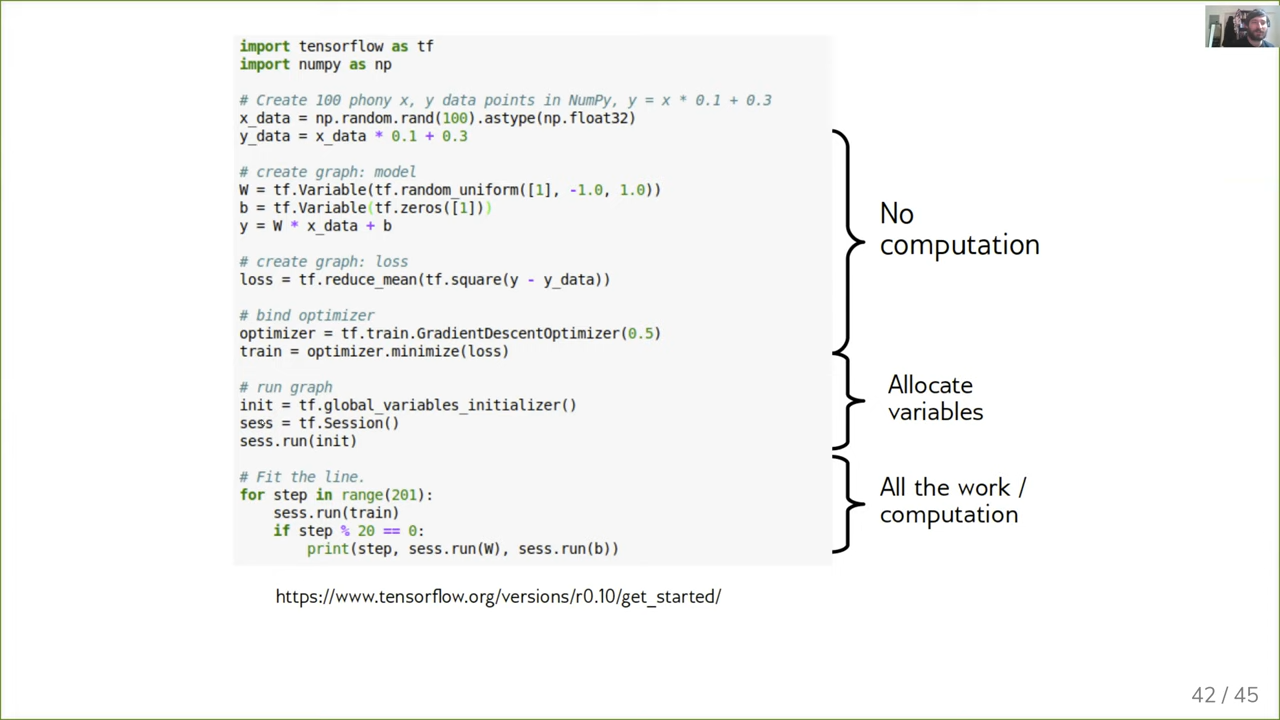 import tensorflow as tf
import numpy as np
# Create 100 phony x, y data points in NumPy, y = x * 0.1 + 0.3
x_data = np.random.rand(100).astype(np.float32)
y_data = x_data * 0.1 + 0.3
# create graph: model
W = tf.Variable(tf.random_uniform([1], -1.0, 1.0))
b = tf.Variable(tf.zeros([1]))
y = W * x_data + b
# create graph: loss
loss = tf.reduce_mean(tf.square(y - y_data))
# bind optimizer
optimizer = tf.train.GradientDescentOptimizer(0.5)
train = optimizer.minimize(loss)
# run graph
init = tf.global_variables_initializer()
sess = tf.Session()
sess.run(init)
# Fit the line.
for step in range(201):
    sess.run(train)
    if step % 20 == 0:
        print(step, sess.run(W), sess.run(b))
No
computation
Allocate
variables
All the work /
computation
https://www.tensorflow.org/versions/r0.10/get_started/
42 / 45